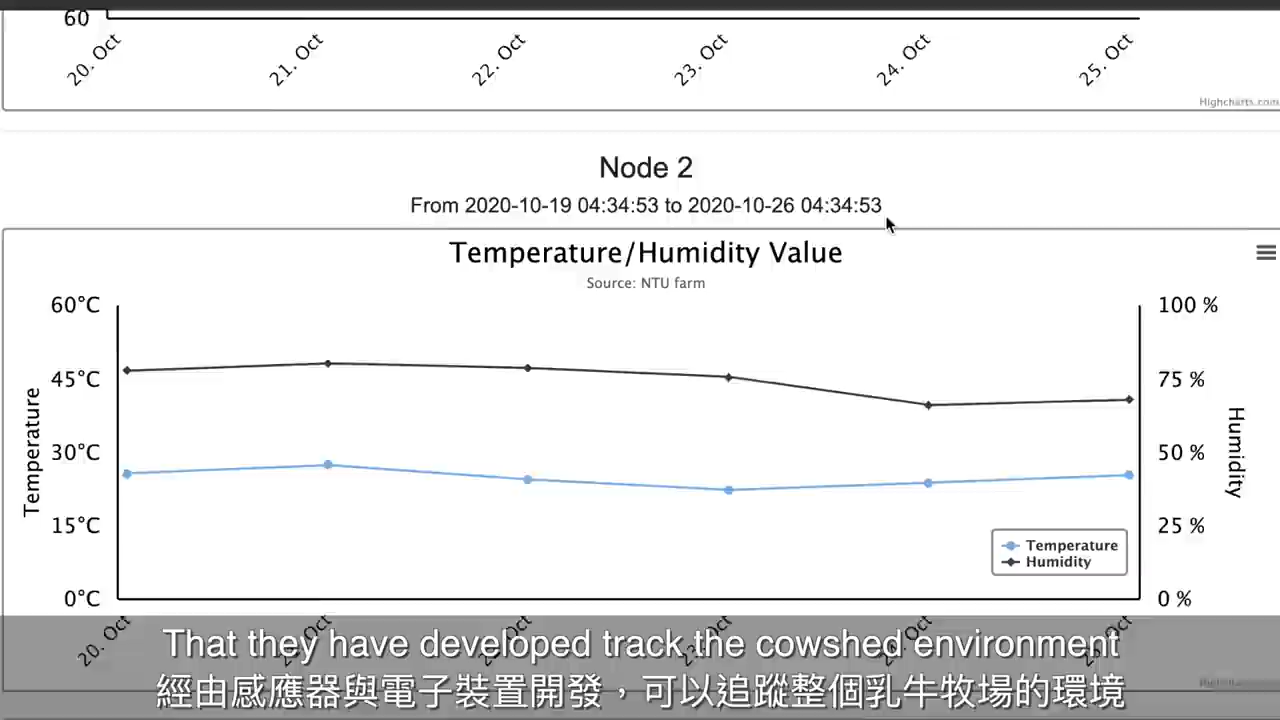 60
20. Oct
21. Oct
22. Oct
23. Oct
24. Oct
25. Oct
Highcharts.com
Node 2
From 2020-10-19 04:34:53 to 2020-10-26 04:34:53
Temperature/Humidity Value
Source: NTU farm
60°C
100 %
45°C
75 %
30°C
50 %
15°C
25 %
0°C
0 %
Temperature
Humidity
Temperature
Humidity
20. Oct
That they have developed track the cowshed environment
經由感應器與電子裝置開發，可以追蹤整個乳牛牧場的環境